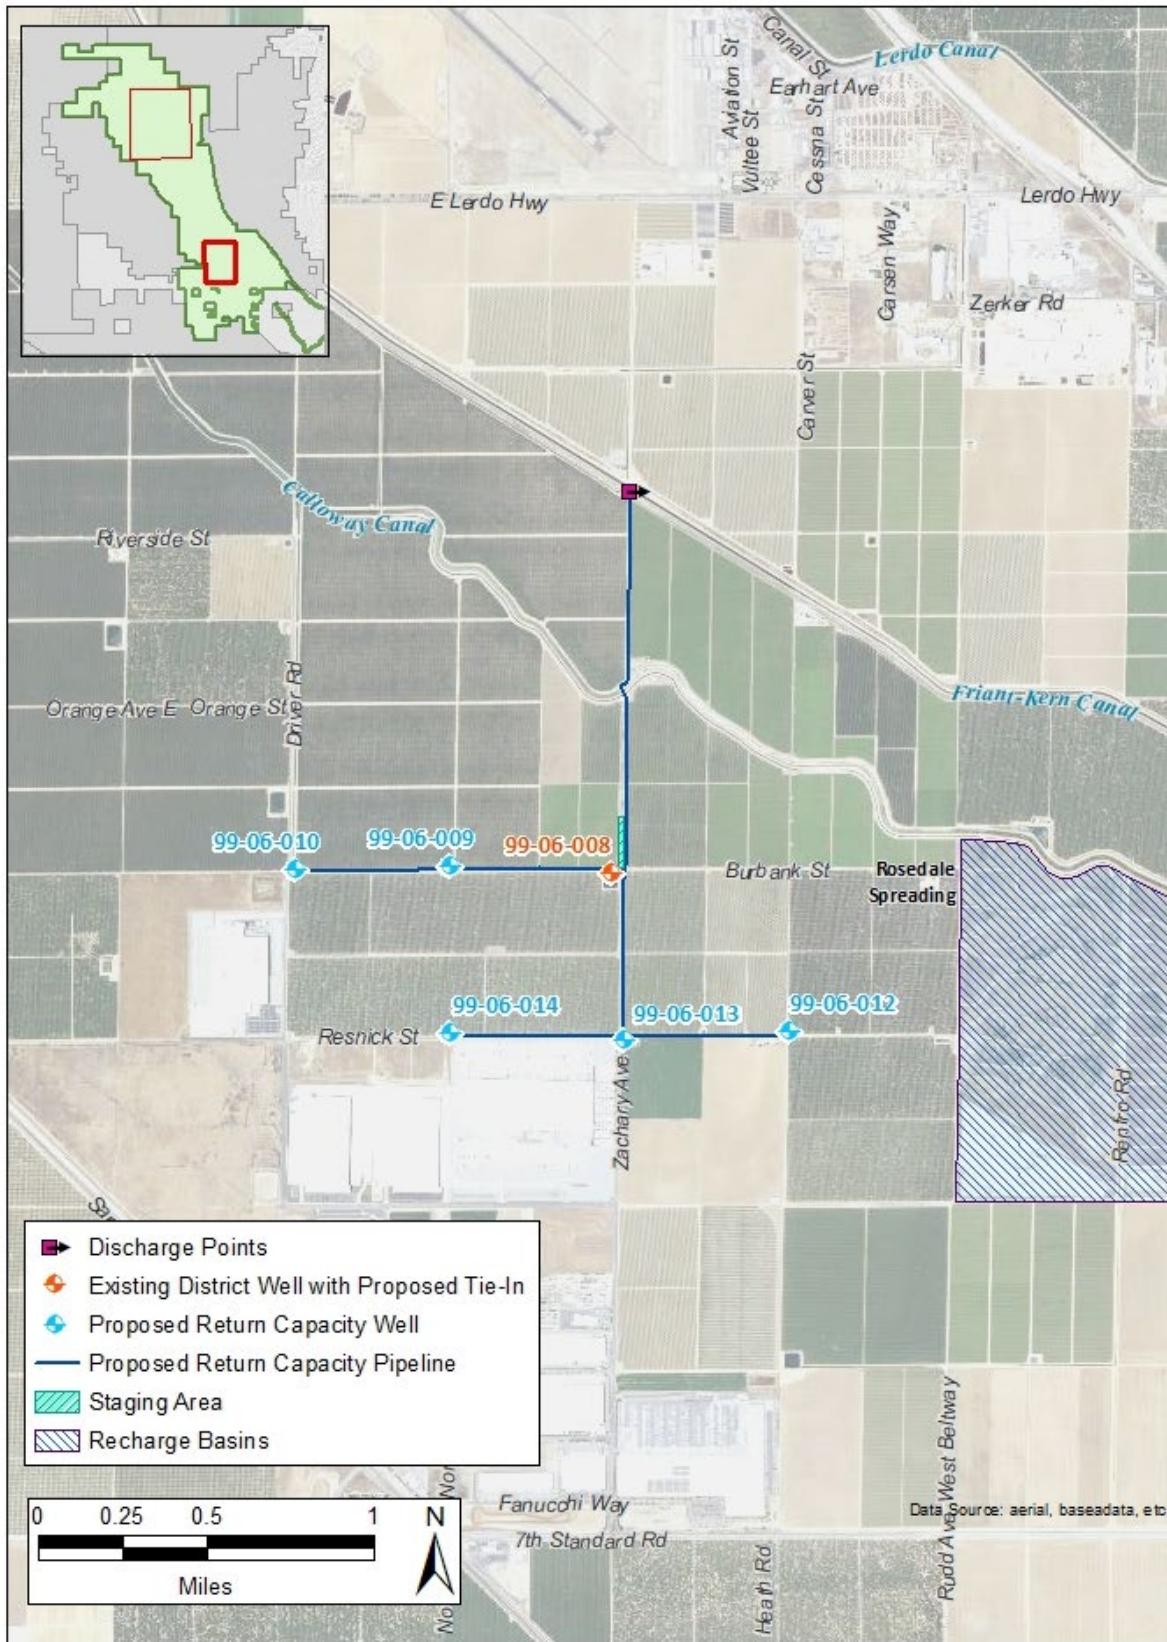 Canal St
Lerdo Canal
Aviation St
Vultee St
Earhart Ave
Cessna St
E Lerdo Hwy
Lerdo Hwy
Carsen Way
Zerker Rd
Carver St
Calloway Canal
Riverside St
Driver Rd
Orange Ave E
Orange St
Friant-Kern Canal
99-06-010
99-06-009
99-06-008
Burbank St
Rosedale
Spreading
99-06-014
99-06-013
99-06-012
Resnick St
Zachary Ave
Renfro Rd
Discharge Points
Existing District Well with Proposed Tie-In
Proposed Return Capacity Well
Proposed Return Capacity Pipeline
Staging Area
Recharge Basins
0 0.25 0.5 1
Miles
N
Fanucchi Way
7th Standard Rd
Heath Rd
Rudd Ave West Beltway
Data Source: aerial, baseadata, etc